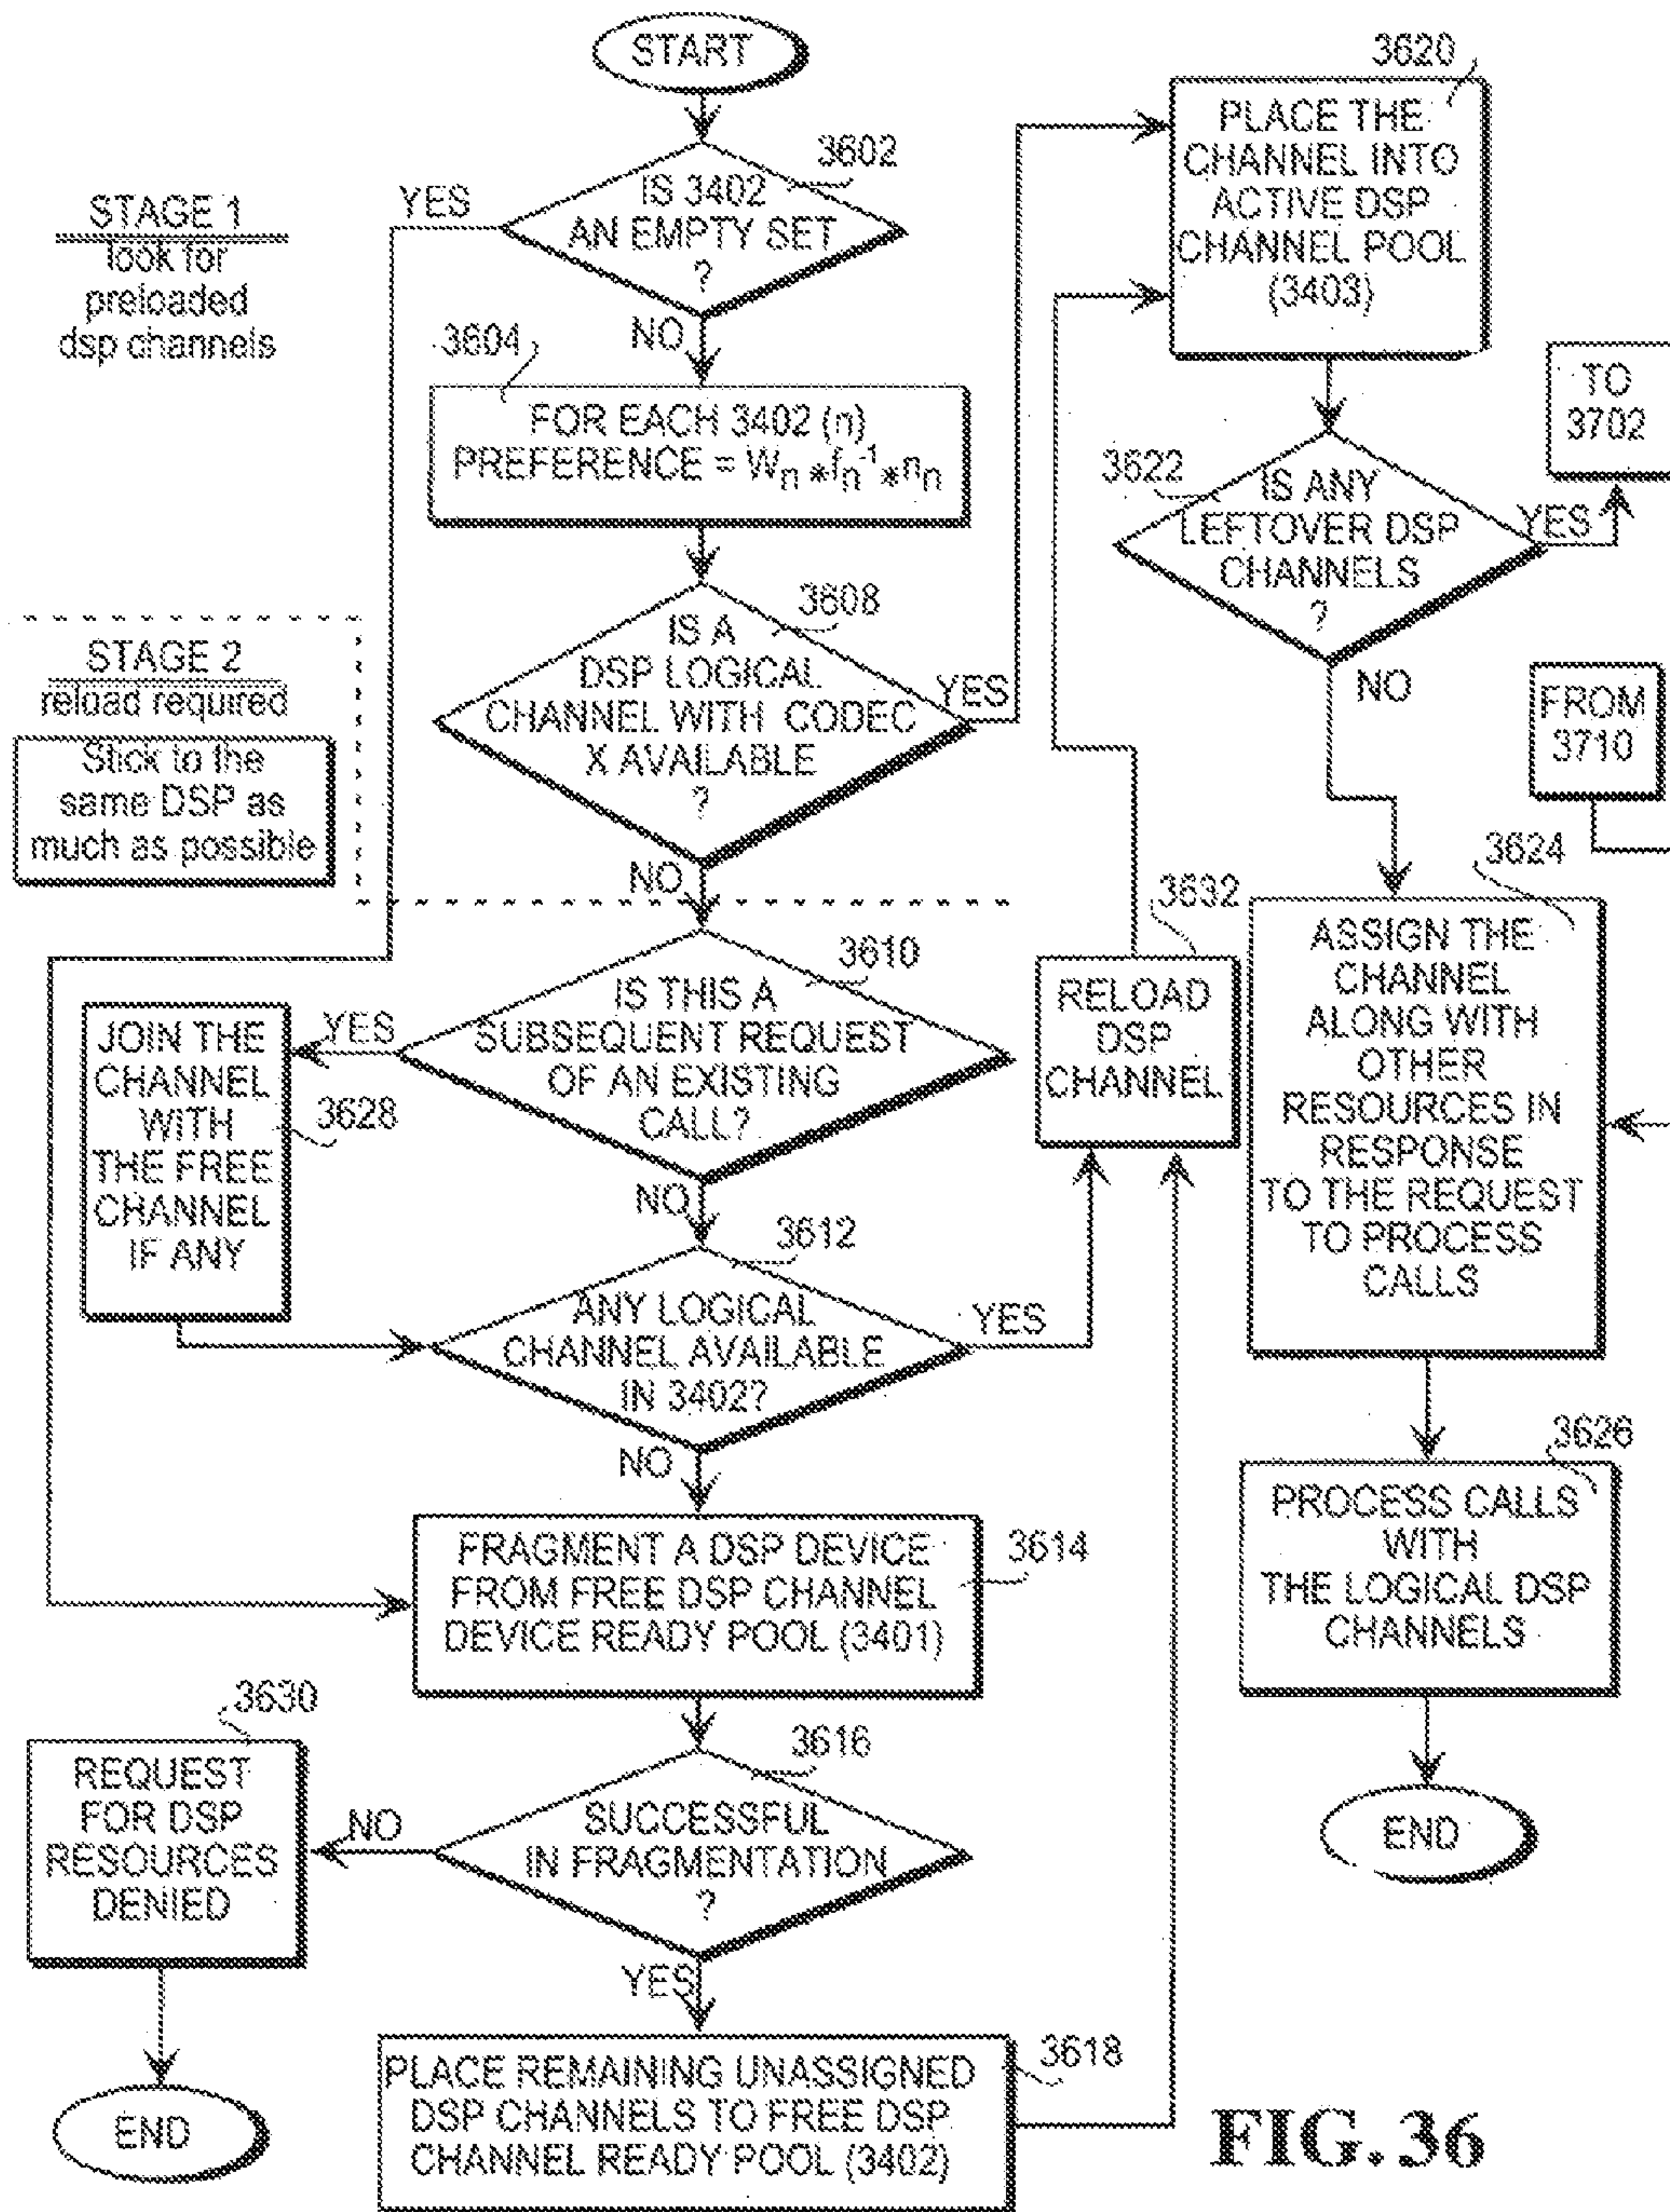 START
3602
IS 3402
AN EMPTY SET
?
YES
NO
STAGE 1
look for
preloaded
dsp channels
3604
FOR EACH 3402 (n)
PREFERENCE = Wn * fn-1 * nn
3608
IS A
DSP LOGICAL
CHANNEL WITH CODEC
X AVAILABLE
?
YES
NO
STAGE 2
reload required
Stick to the
same DSP as
much as possible
3610
IS THIS A
SUBSEQUENT REQUEST
OF AN EXISTING
CALL?
YES
NO
JOIN THE
CHANNEL
WITH
THE FREE
CHANNEL
IF ANY
3628
3612
ANY LOGICAL
CHANNEL AVAILABLE
IN 3402?
YES
NO
3632
RELOAD
DSP
CHANNEL
FRAGMENT A DSP DEVICE
FROM FREE DSP CHANNEL
DEVICE READY POOL (3401)
3614
3616
SUCCESSFUL
IN FRAGMENTATION
?
NO
YES
3630
REQUEST
FOR DSP
RESOURCES
DENIED
END
PLACE REMAINING UNASSIGNED
DSP CHANNELS TO FREE DSP
CHANNEL READY POOL (3402)
3618
3620
PLACE THE
CHANNEL INTO
ACTIVE DSP
CHANNEL POOL
(3403)
3622
IS ANY
LEFTOVER DSP
CHANNELS
?
YES
NO
TO
3702
FROM
3710
3624
ASSIGN THE
CHANNEL
ALONG WITH
OTHER
RESOURCES IN
RESPONSE
TO THE REQUEST
TO PROCESS
CALLS
3626
PROCESS CALLS
WITH
THE LOGICAL DSP
CHANNELS
END
FIG. 36